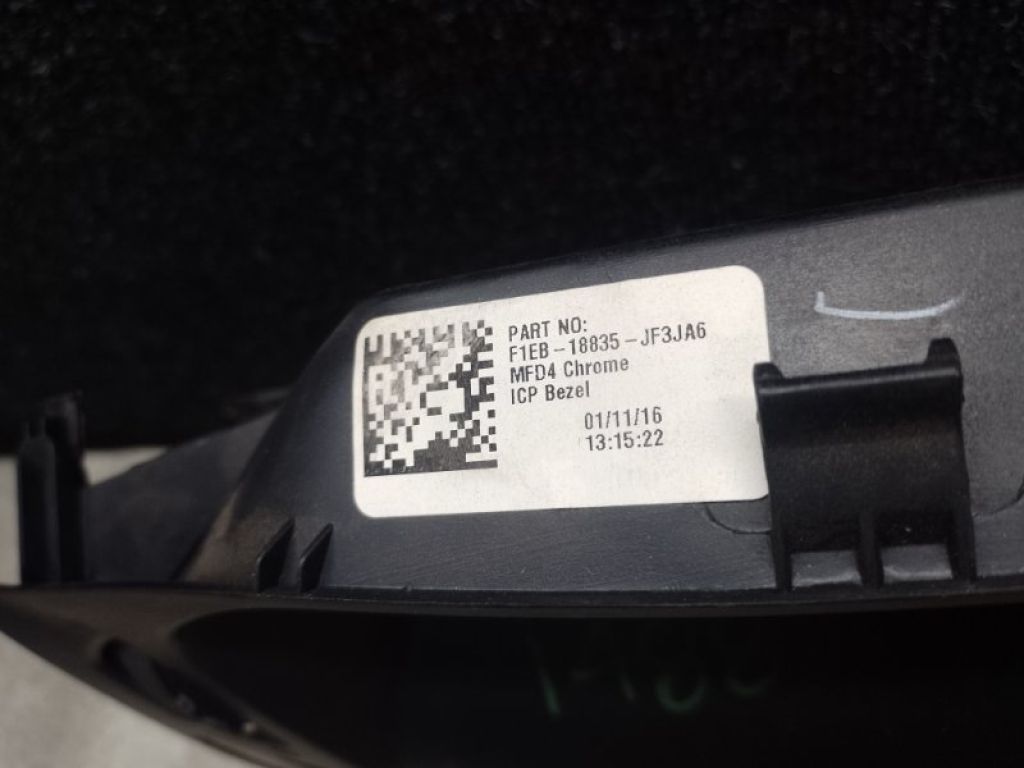 PART NO:
F1EB-18835-JF3JA6
MFD4 Chrome
ICP Bezel
01/11/16
13:15:22